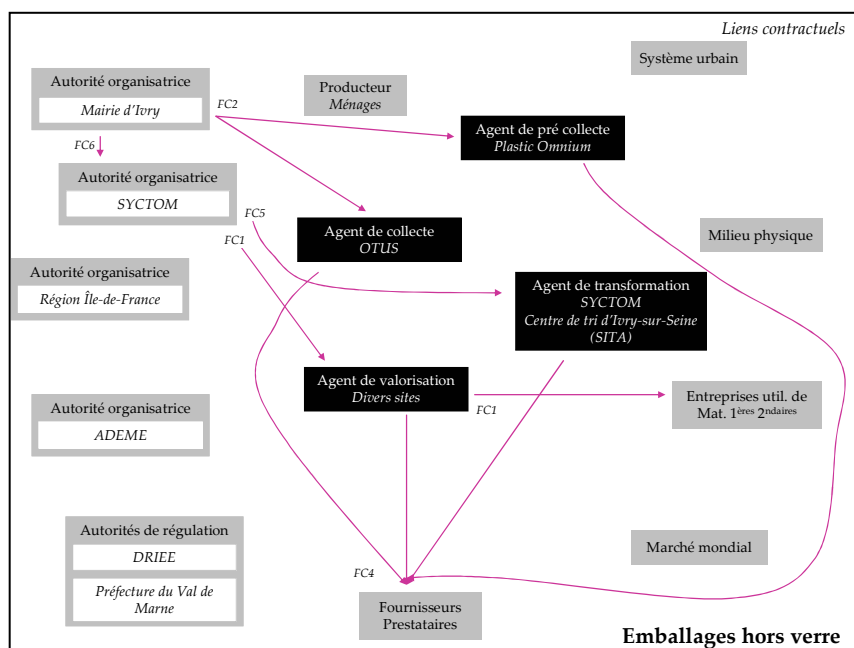 Liens contractuels
Système urbain
Autorité organisatrice
Mairie d'Ivry
FC2
Producteur
Ménages
Agent de pré collecte
Plastic Omnium
FC6
Autorité organisatrice
SYCTOM
FC5
FC1
Agent de collecte
OTUS
Milieu physique
Autorité organisatrice
Région Île-de-France
Agent de transformation
SYCTOM
Centre de tri d'Ivry-sur-Seine
(SITA)
Agent de valorisation
Divers sites
FC1
Entreprises util. de
Mat. 1ères 2ndaires
Autorité organisatrice
ADEME
Autorités de régulation
DRIEE
Préfecture du Val de
Marne
Marché mondial
FC4
Fournisseurs
Prestataires
Emballages hors verre